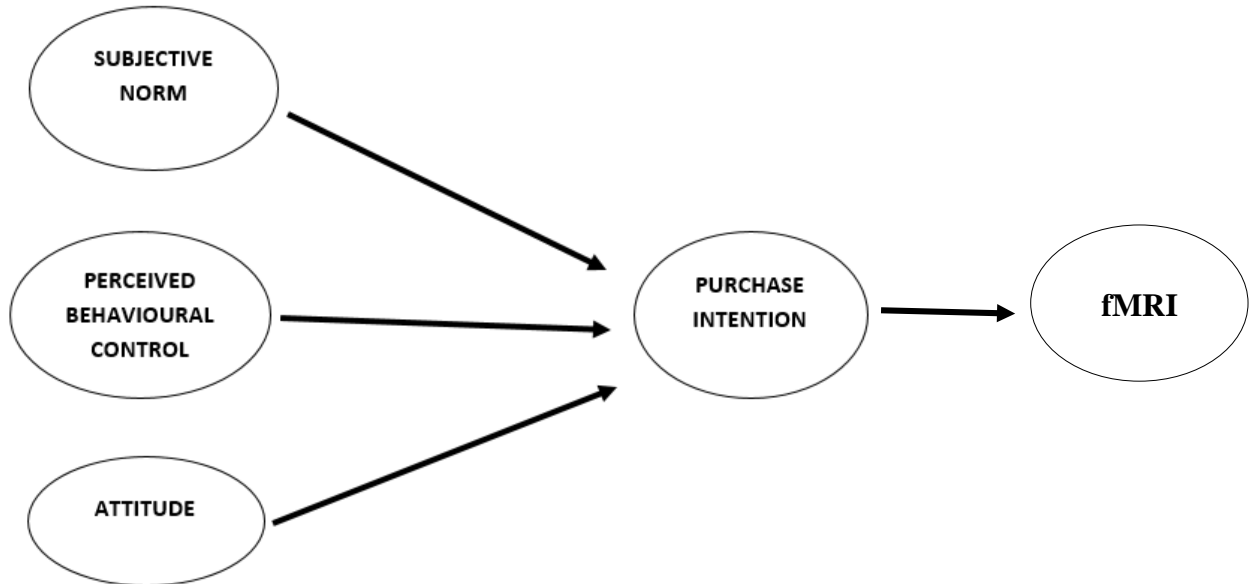 SUBJECTIVE
NORM
PERCEIVED
BEHAVIOURAL
CONTROL
ATTITUDE
PURCHASE
INTENTION
fMRI